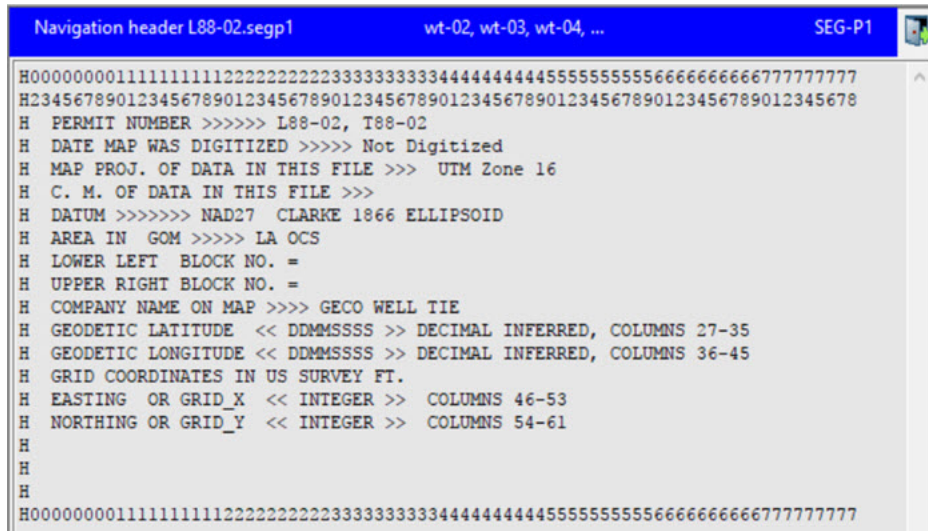 Navigation header L88-02.segp1 wt-02, wt-03, wt-04, ... SEG-P1
H00000000111111111122222222223333333333444444444455555555556666666666777777777
H23456789012345678901234567890123456789012345678901234567890123456789012345678
H  PERMIT NUMBER >>>>>> L88-02, T88-02
H  DATE MAP WAS DIGITIZED >>>>> Not Digitized
H  MAP PROJ. OF DATA IN THIS FILE >>>  UTM Zone 16
H  C. M. OF DATA IN THIS FILE >>>
H  DATUM >>>>>>> NAD27  CLARKE 1866 ELLIPSOID
H  AREA IN  GOM >>>>> LA OCS
H  LOWER LEFT  BLOCK NO. =
H  UPPER RIGHT BLOCK NO. =
H  COMPANY NAME ON MAP >>>> GECO WELL TIE
H  GEODETIC LATITUDE  << DDMMSSSS >> DECIMAL INFERRED, COLUMNS 27-35
H  GEODETIC LONGITUDE << DDMMSSSS >> DECIMAL INFERRED, COLUMNS 36-45
H  GRID COORDINATES IN US SURVEY FT.
H  EASTING  OR GRID_X  << INTEGER >>  COLUMNS 46-53
H  NORTHING OR GRID_Y  << INTEGER >>  COLUMNS 54-61
H
H
H
H00000000111111111122222222223333333333444444444455555555556666666666777777777